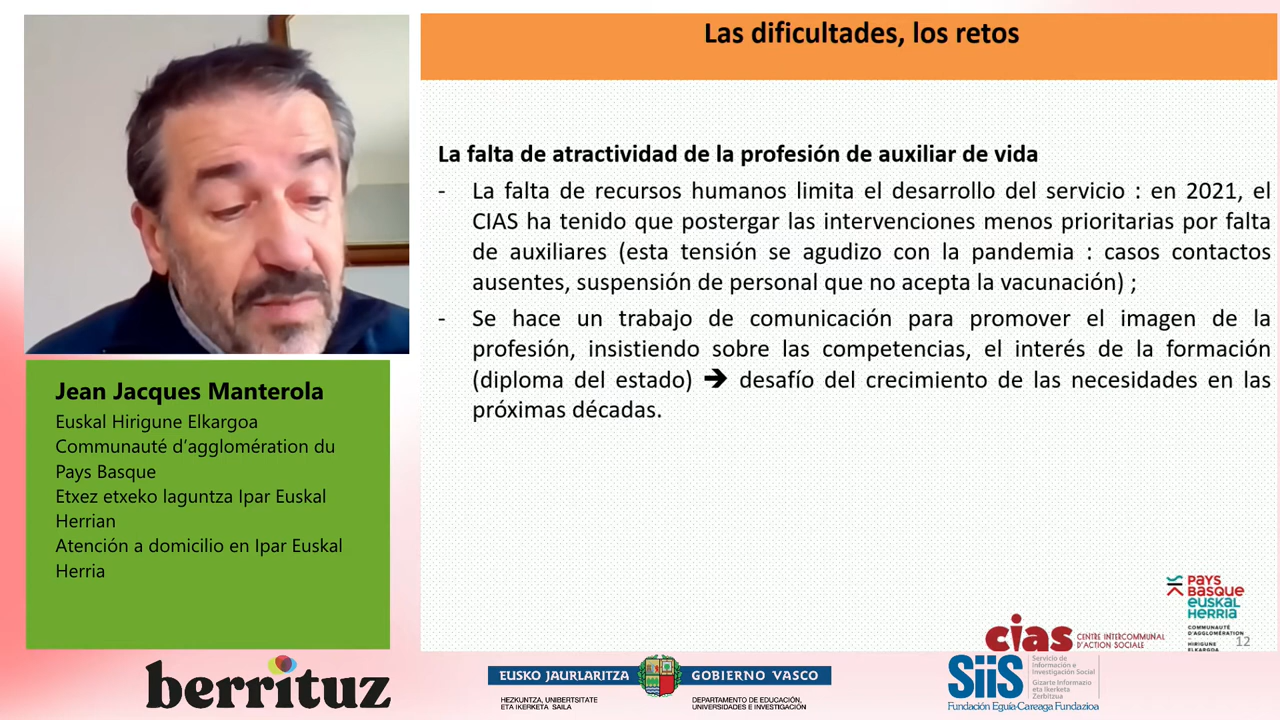 Las dificultades, los retos
La falta de atractividad de la profesión de auxiliar de vida
- La falta de recursos humanos limita el desarrollo del servicio : en 2021, el
CIAS ha tenido que postergar las intervenciones menos prioritarias por falta
de auxiliares (esta tensión se agudizo con la pandemia : casos contactos
ausentes, suspensión de personal que no acepta la vacunación) ;
- Se hace un trabajo de comunicación para promover el imagen de la
profesión, insistiendo sobre las competencias, el interés de la formación
(diploma del estado) ➔ desafío del crecimiento de las necesidades en las
próximas décadas.
Jean Jacques Manterola
Euskal Hirigune Elkargoa
Communauté d'agglomération du
Pays Basque
Etxez etxeko laguntza Ipar Euskal
Herrian
Atención a domicilio en Ipar Euskal
Herria
PAYS
BASQUE
euskal
HERRIA
COMMUNAUTÉ
D'AGGLOMÉRATION
HIRIGUNE
ELKARGOA
12
cias
CENTRE INTERCOMMUNAL
D'ACTION SOCIALE
berrituz
EUSKO JAURLARITZA
GOBIERNO VASCO
HEZKUNTZA, UNIBERTSITATE
ETA IKERKETA SAILA
DEPARTAMENTO DE EDUCACIÓN,
UNIVERSIDADES E INVESTIGACIÓN
SiiS
Servicio de
Información e
Investigación Social
Gizarte Informazio
eta Ikerketa
Zerbitzua
Fundación Eguía-Careaga Fundazioa